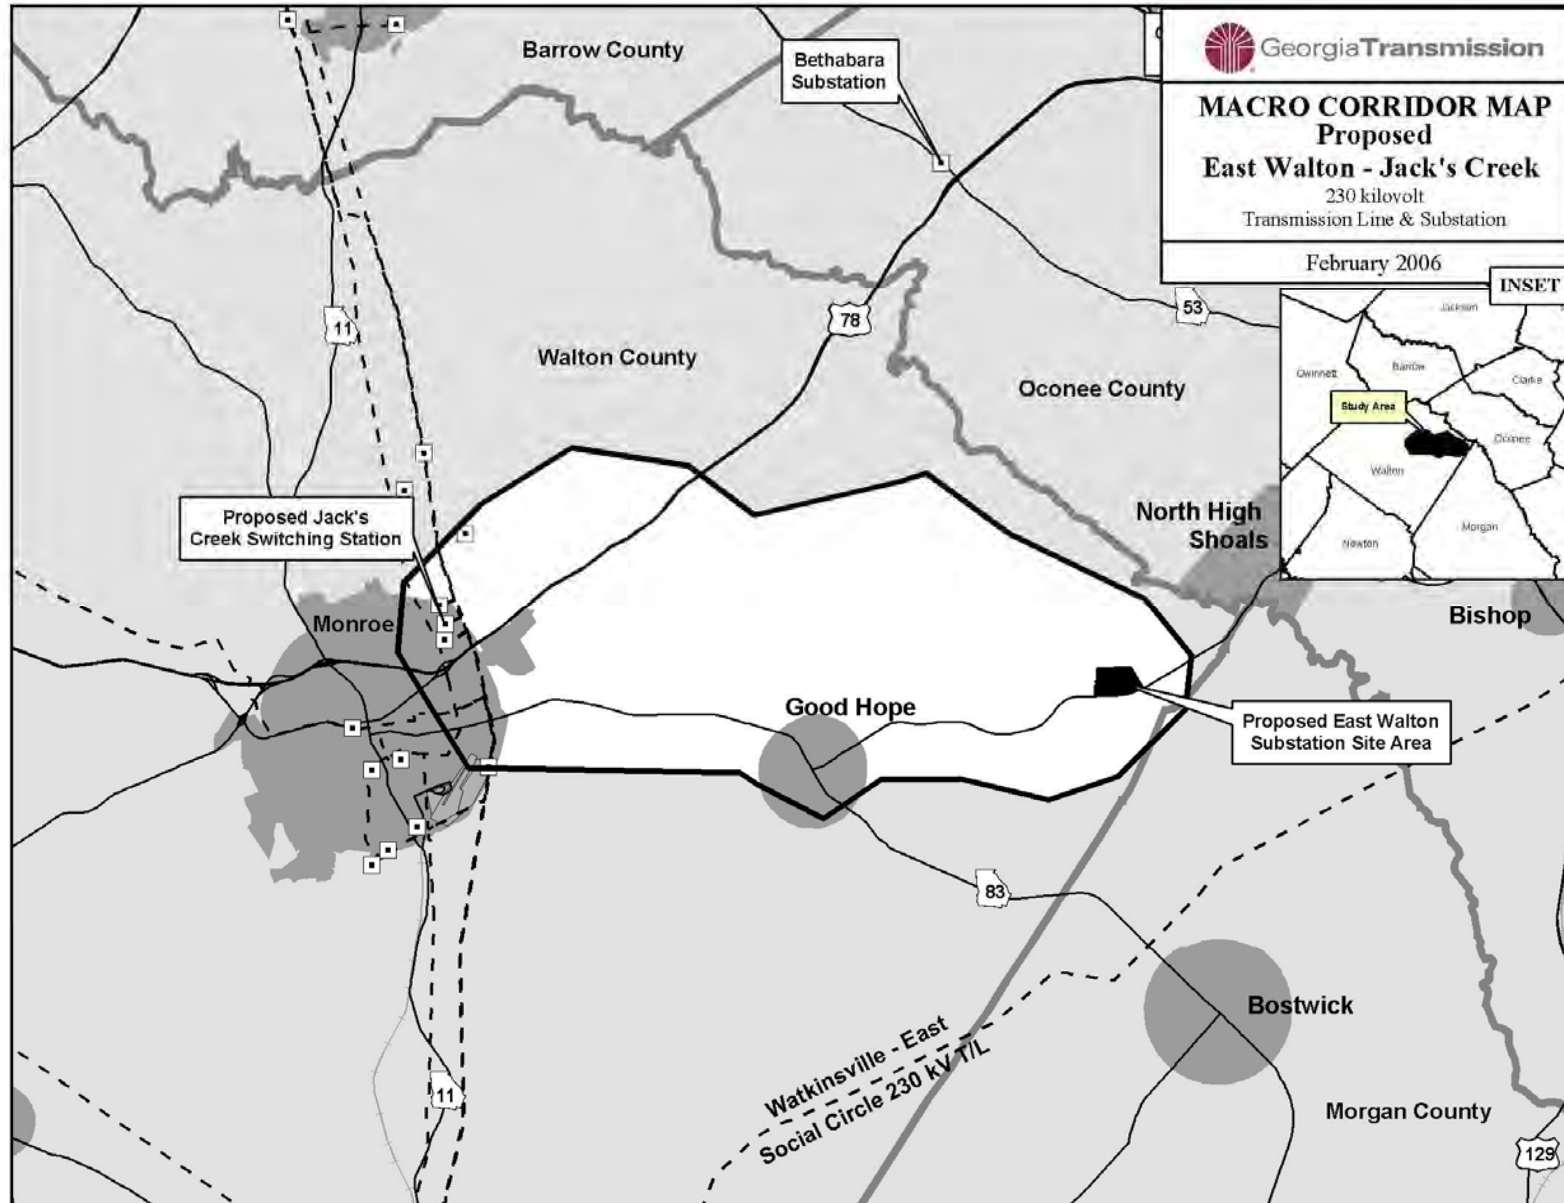 Barrow County
Bethabara
Substation
GeorgiaTransmission
MACRO CORRIDOR MAP
Proposed
East Walton - Jack's Creek
230 kilovolt
Transmission Line & Substation
February 2006
INSET
Jackson
Gwinnett
Barrow
Clarke
Study Area
Oconee
Walton
Morgan
Newton
11
78
53
Walton County
Oconee County
Proposed Jack's
Creek Switching Station
North High
Shoals
Monroe
Bishop
Good Hope
Proposed East Walton
Substation Site Area
83
Bostwick
Watkinsville - East
Social Circle 230 kV T/L
11
Morgan County
129